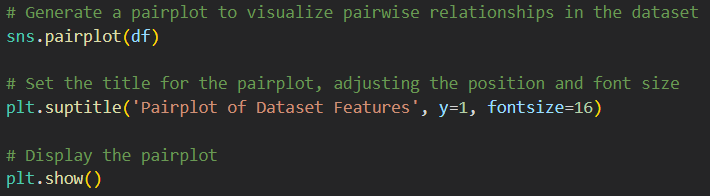 # Generate a pairplot to visualize pairwise relationships in the dataset
sns.pairplot(df)
# Set the title for the pairplot, adjusting the position and font size
plt.suptitle('Pairplot of Dataset Features', y=1, fontsize=16)
# Display the pairplot
plt.show()